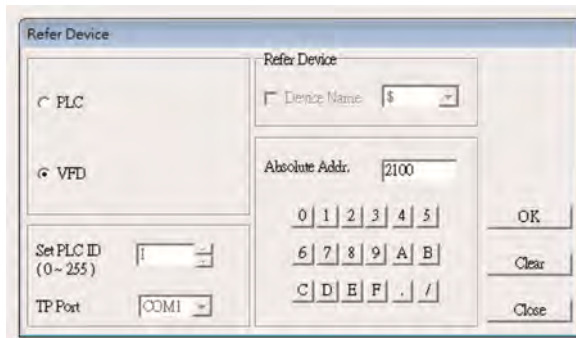 Refer Device
Refer Device
PLC
Device Name
$
VFD
Absolute Addr.
2100
0 1 2 3 4 5
6 7 8 9 A B
C D E F . /
Set PLC ID
(0~255)
1
TP Port
COM1
OK
Clear
Close